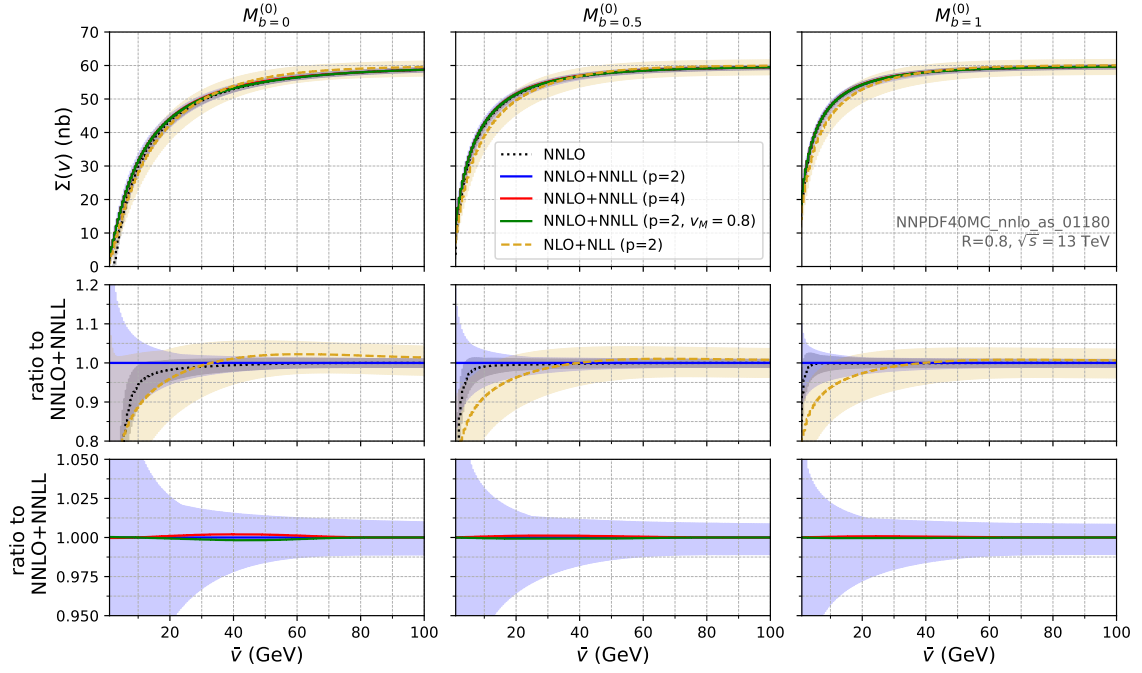 $M_{b=0}^{(0)}$ $M_{b=0.5}^{(0)}$ $M_{b=1}^{(0)}$
70
60
50
40
30
20
10
0
Σ(v) (nb)
NNLO
NNLO+NNLL (p=2)
NNLO+NNLL (p=4)
NNLO+NNLL (p=2, $v_M$ = 0.8)
NLO+NLL (p=2)
NNPDF40MC_nnlo_as_01180
R=0.8, √s = 13 TeV
1.2
1.1
1.0
0.9
0.8
ratio to
NNLO+NNLL
1.050
1.025
1.000
0.975
0.950
ratio to
NNLO+NNLL
20 40 60 80 100 20 40 60 80 100 20 40 60 80 100
$\bar{v}$ (GeV) $\bar{v}$ (GeV) $\bar{v}$ (GeV)